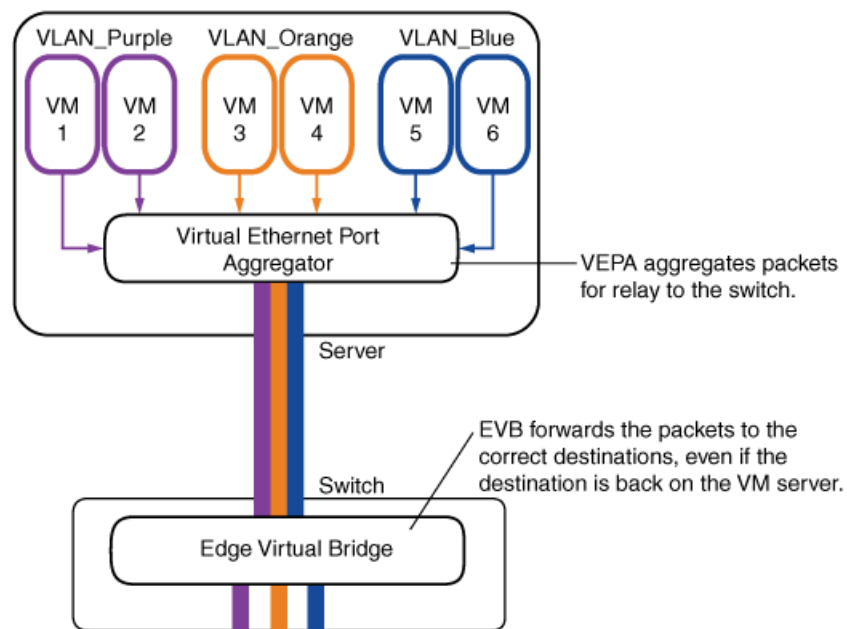 VLAN_Purple VLAN_Orange VLAN_Blue
VM VM VM VM VM VM
1 2 3 4 5 6
Virtual Ethernet Port
Aggregator
VEPA aggregates packets
for relay to the switch.
Server
EVB forwards the packets to the
correct destinations, even if the
destination is back on the VM server.
Switch
Edge Virtual Bridge